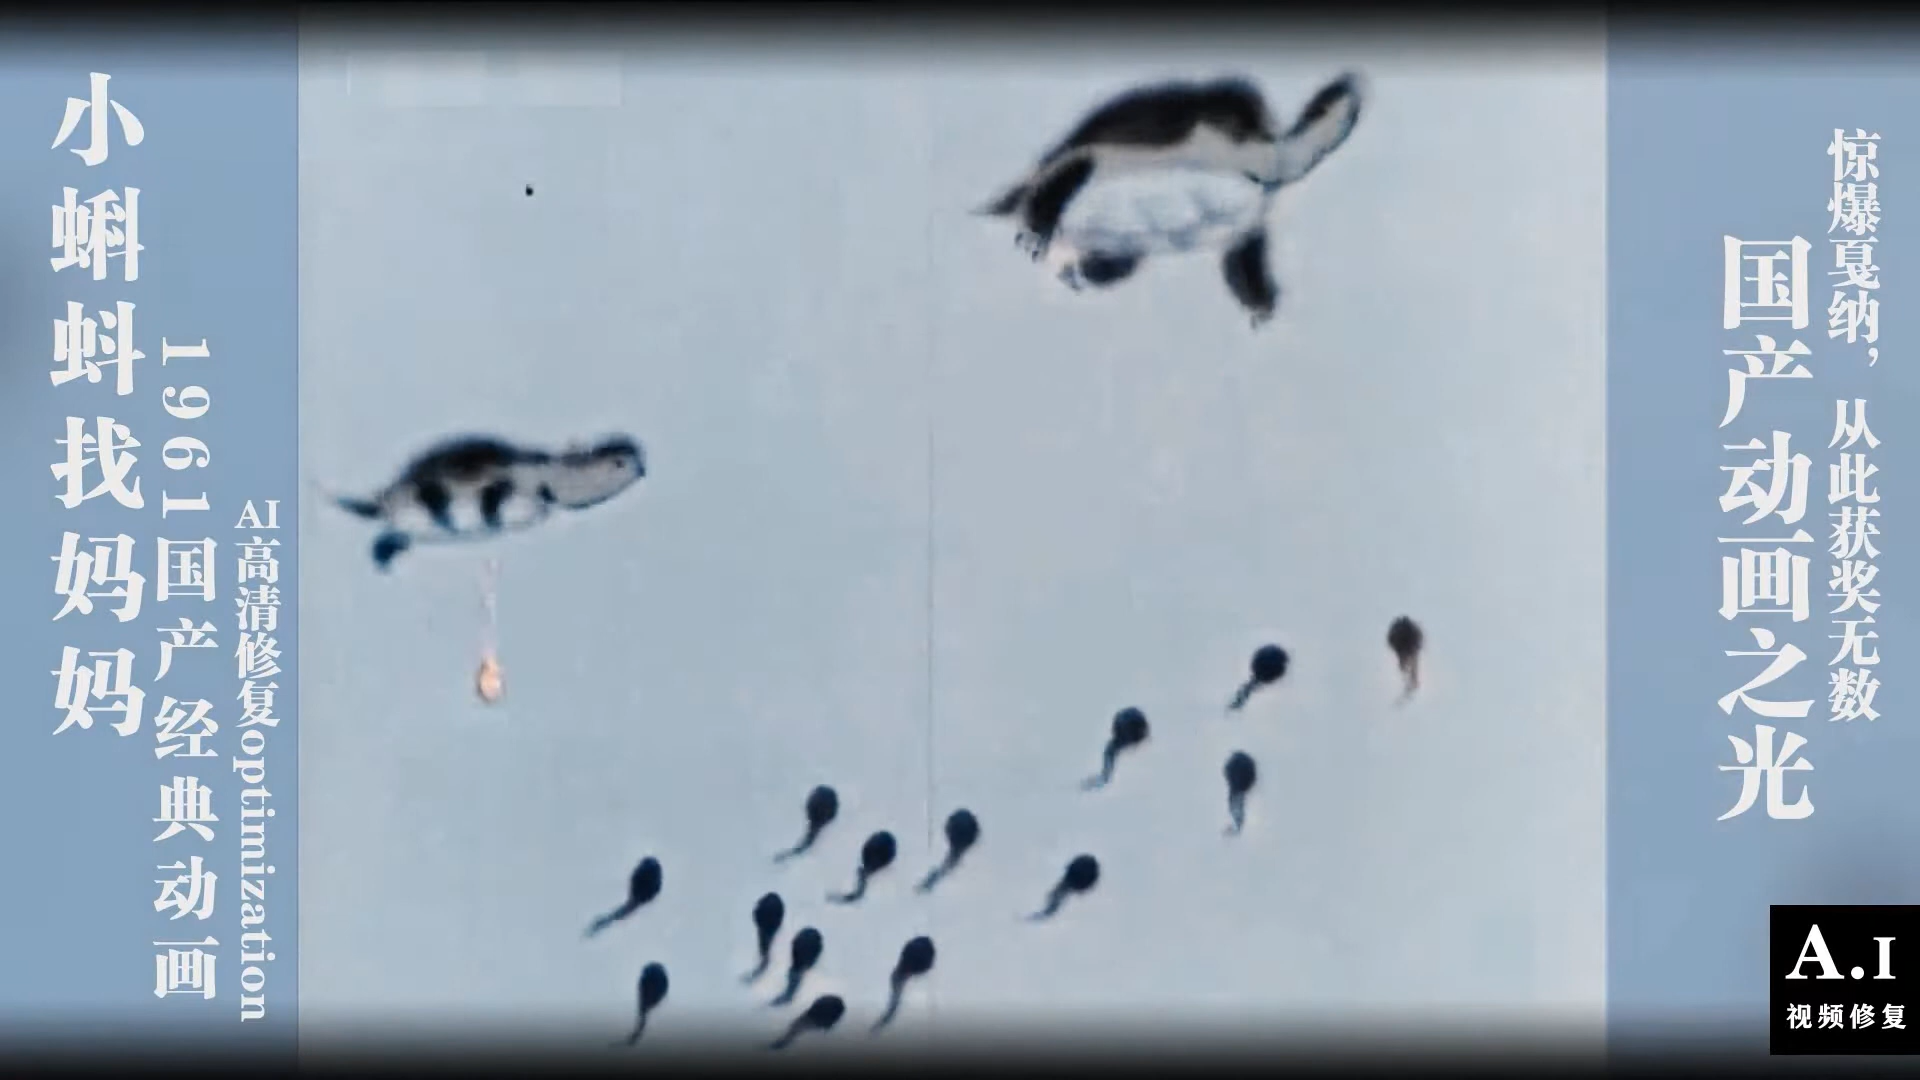 小蝌蚪找妈妈
1961国产经典动画
AI高清修复optimization
惊爆戛纳，从此获奖无数
国产动画之光
A.I
视频修复